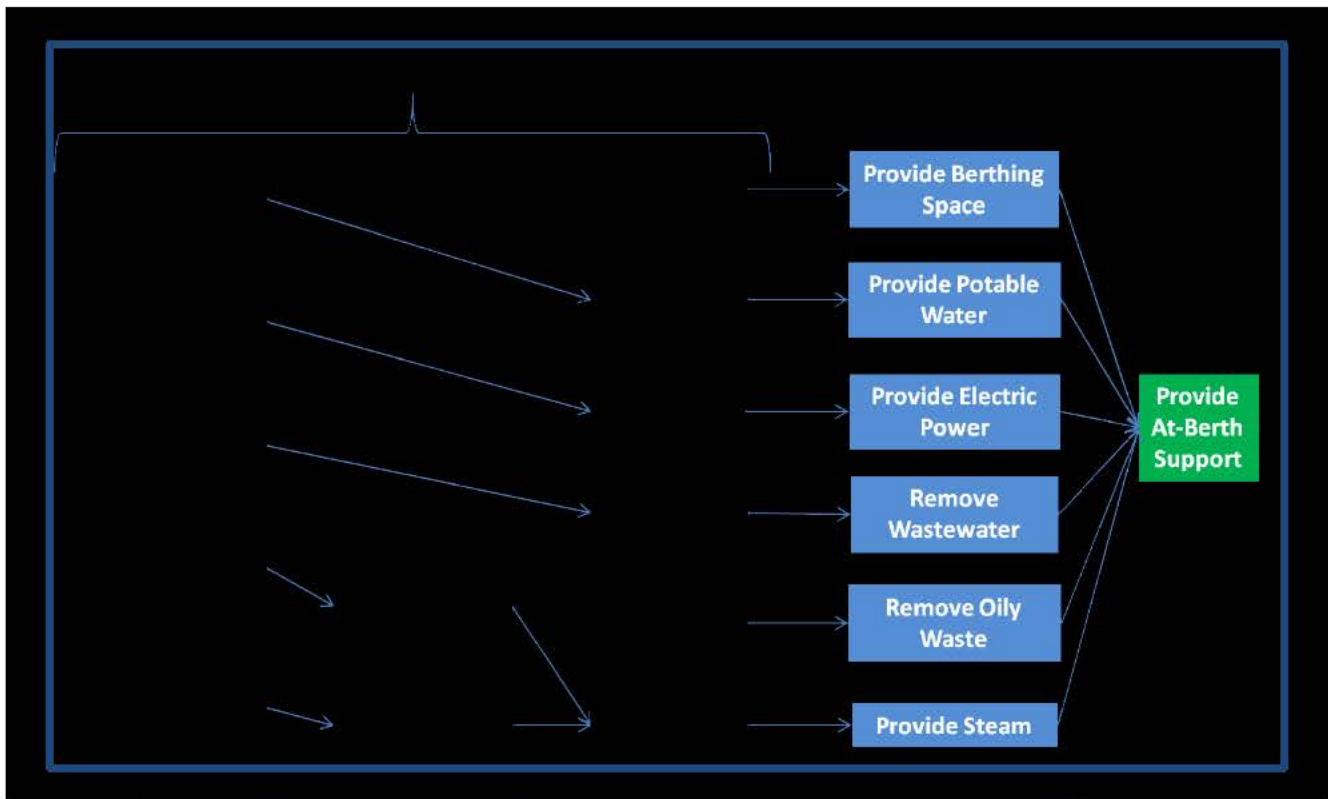 Provide Berthing
Space
Provide Potable
Water
Provide Electric
Power
Provide
At-Berth
Support
Remove
Wastewater
Remove Oily
Waste
Provide Steam